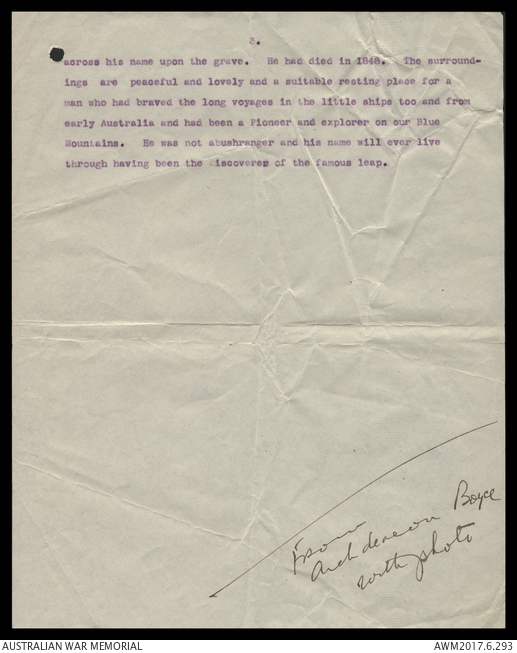 3.
across his name upon the grave. He had died in 1848. The surround-
ings are peaceful and lovely and a suitable resting place for a
man who had braved the long voyages in the little ships too and from
early Australia and had been a Pioneer and explorer on our Blue
Mountains. He was not abushranger and his name will ever live
through having been the discoverer of the famous leap.
From
Archdeacon Boyce
with photo
AUSTRALIAN WAR MEMORIAL
AWM2017.6.293